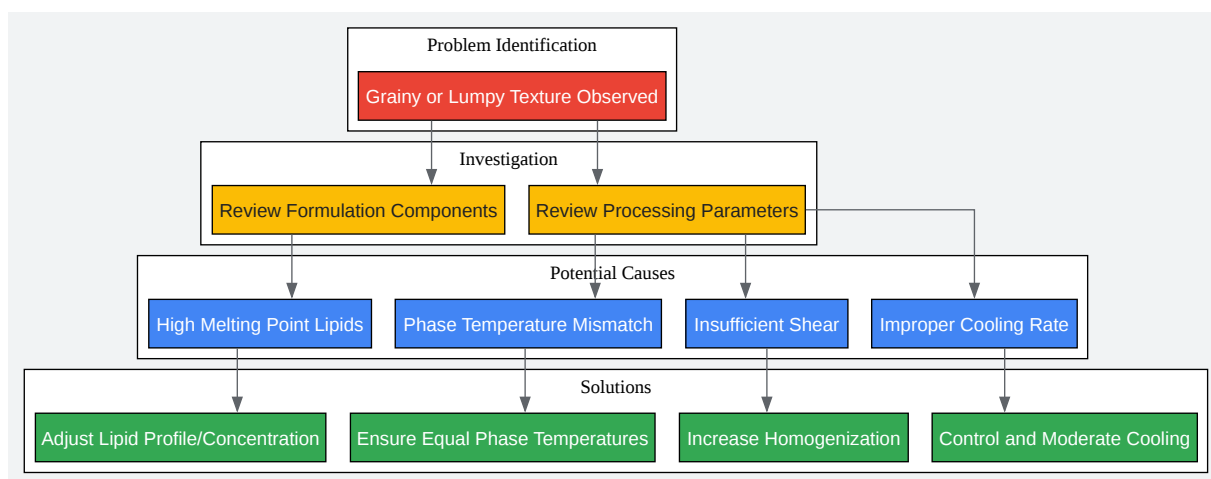 Problem Identification
Grainy or Lumpy Texture Observed
Investigation
Review Formulation Components
Review Processing Parameters
Potential Causes
High Melting Point Lipids
Phase Temperature Mismatch
Insufficient Shear
Improper Cooling Rate
Solutions
Adjust Lipid Profile/Concentration
Ensure Equal Phase Temperatures
Increase Homogenization
Control and Moderate Cooling